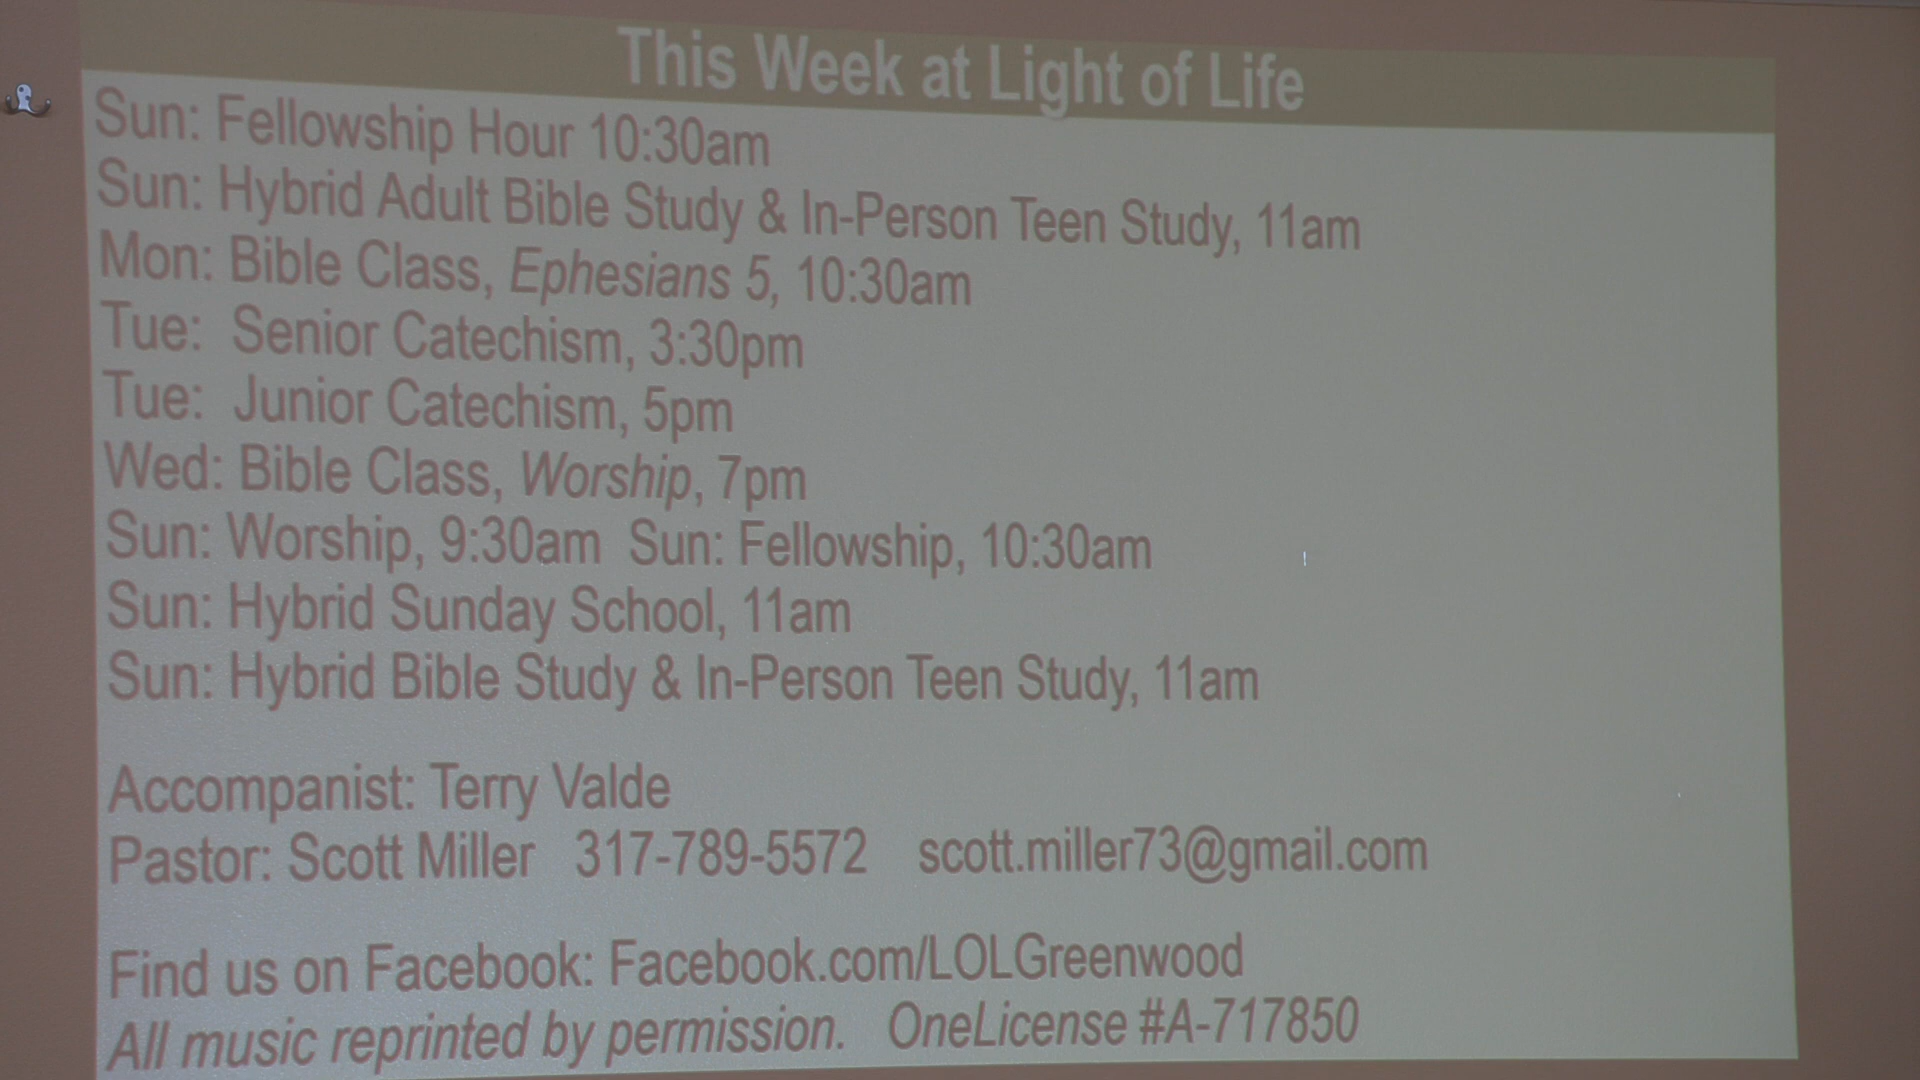 This Week at Light of Life
Sun: Fellowship Hour 10:30am
Sun: Hybrid Adult Bible Study & In-Person Teen Study, 11am
Mon: Bible Class, Ephesians 5, 10:30am
Tue: Senior Catechism, 3:30pm
Tue: Junior Catechism, 5pm
Wed: Bible Class, Worship, 7pm
Sun: Worship, 9:30am Sun: Fellowship, 10:30am
Sun: Hybrid Sunday School, 11am
Sun: Hybrid Bible Study & In-Person Teen Study, 11am
Accompanist: Terry Valde
Pastor: Scott Miller 317-789-5572 scott.miller73@gmail.com
Find us on Facebook: Facebook.com/LOLGreenwood
All music reprinted by permission. OneLicense #A-717850